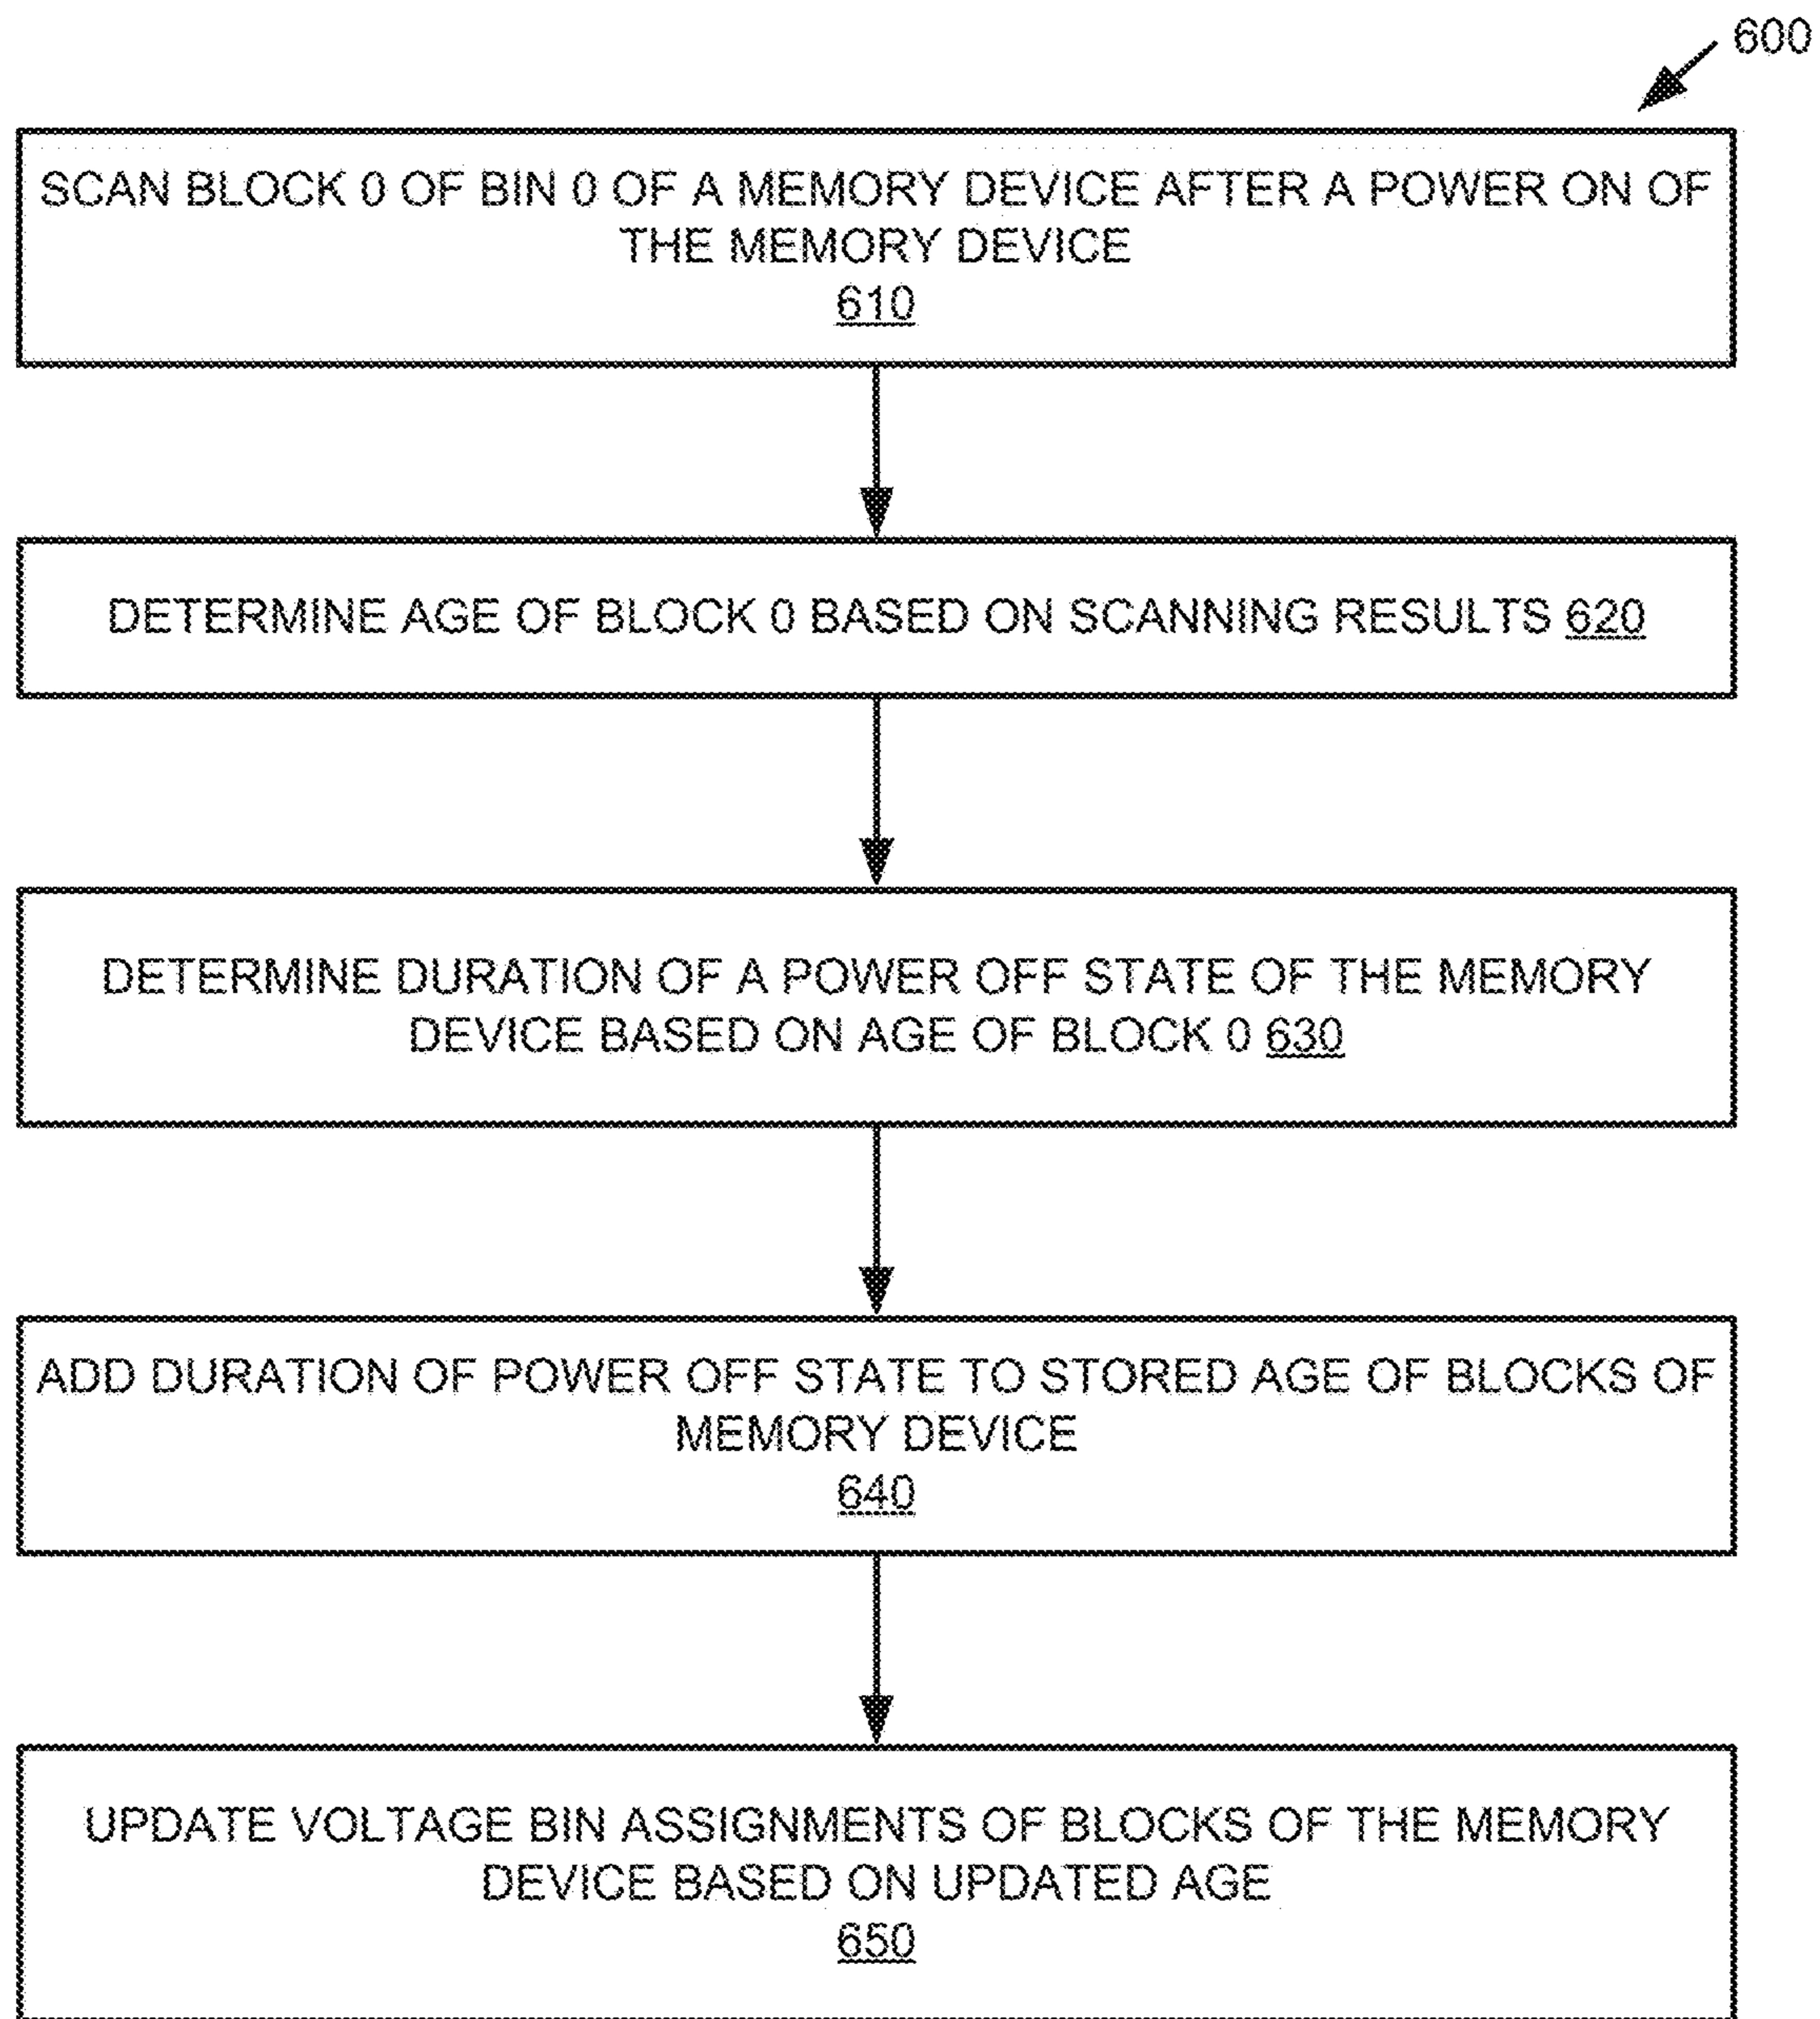 600
SCAN BLOCK 0 OF BIN 0 OF A MEMORY DEVICE AFTER A POWER ON OF
THE MEMORY DEVICE
610
DETERMINE AGE OF BLOCK 0 BASED ON SCANNING RESULTS 620
DETERMINE DURATION OF A POWER OFF STATE OF THE MEMORY
DEVICE BASED ON AGE OF BLOCK 0 630
ADD DURATION OF POWER OFF STATE TO STORED AGE OF BLOCKS OF
MEMORY DEVICE
640
UPDATE VOLTAGE BIN ASSIGNMENTS OF BLOCKS OF THE MEMORY
DEVICE BASED ON UPDATED AGE
650